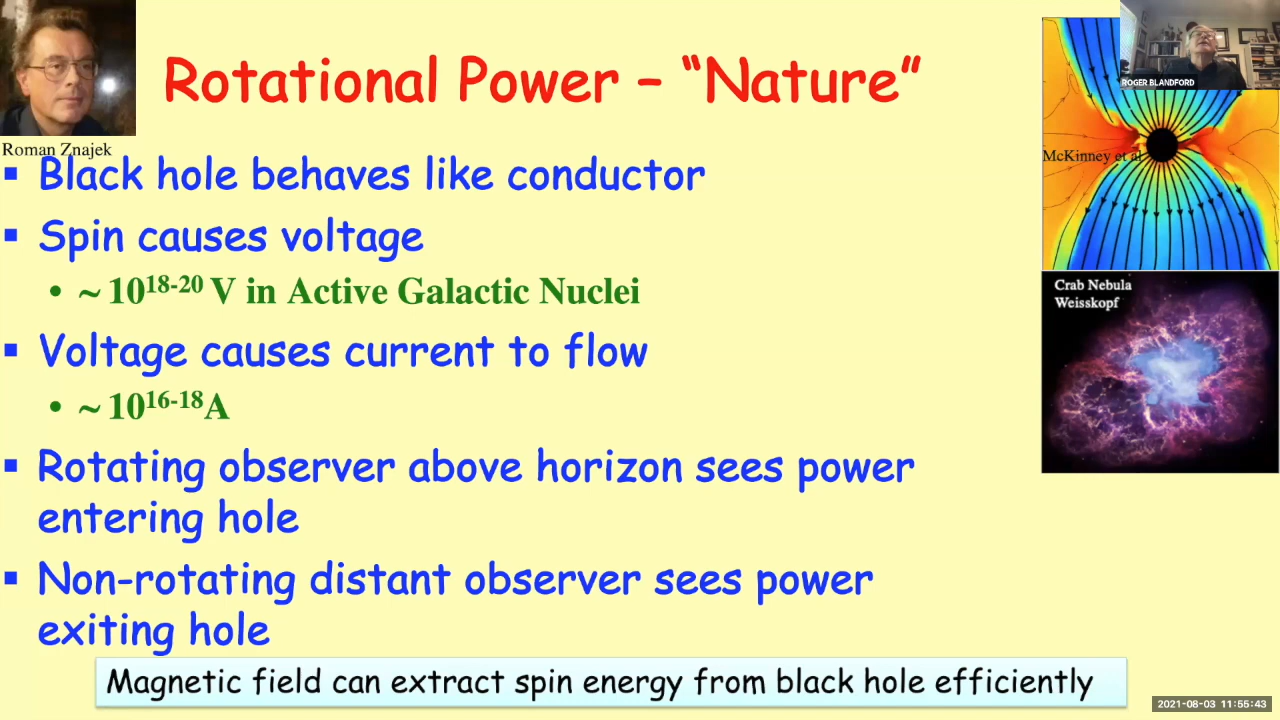 Rotational Power – “Nature”
ROGER BLANDFORD
Roman Znajek
McKinney et al
▪ Black hole behaves like conductor
▪ Spin causes voltage
• ~ 10¹⁸⁻²⁰ V in Active Galactic Nuclei
Crab Nebula
Weisskopf
▪ Voltage causes current to flow
• ~ 10¹⁶⁻¹⁸A
▪ Rotating observer above horizon sees power
entering hole
▪ Non-rotating distant observer sees power
exiting hole
Magnetic field can extract spin energy from black hole efficiently
2021-08-03 11:55:43